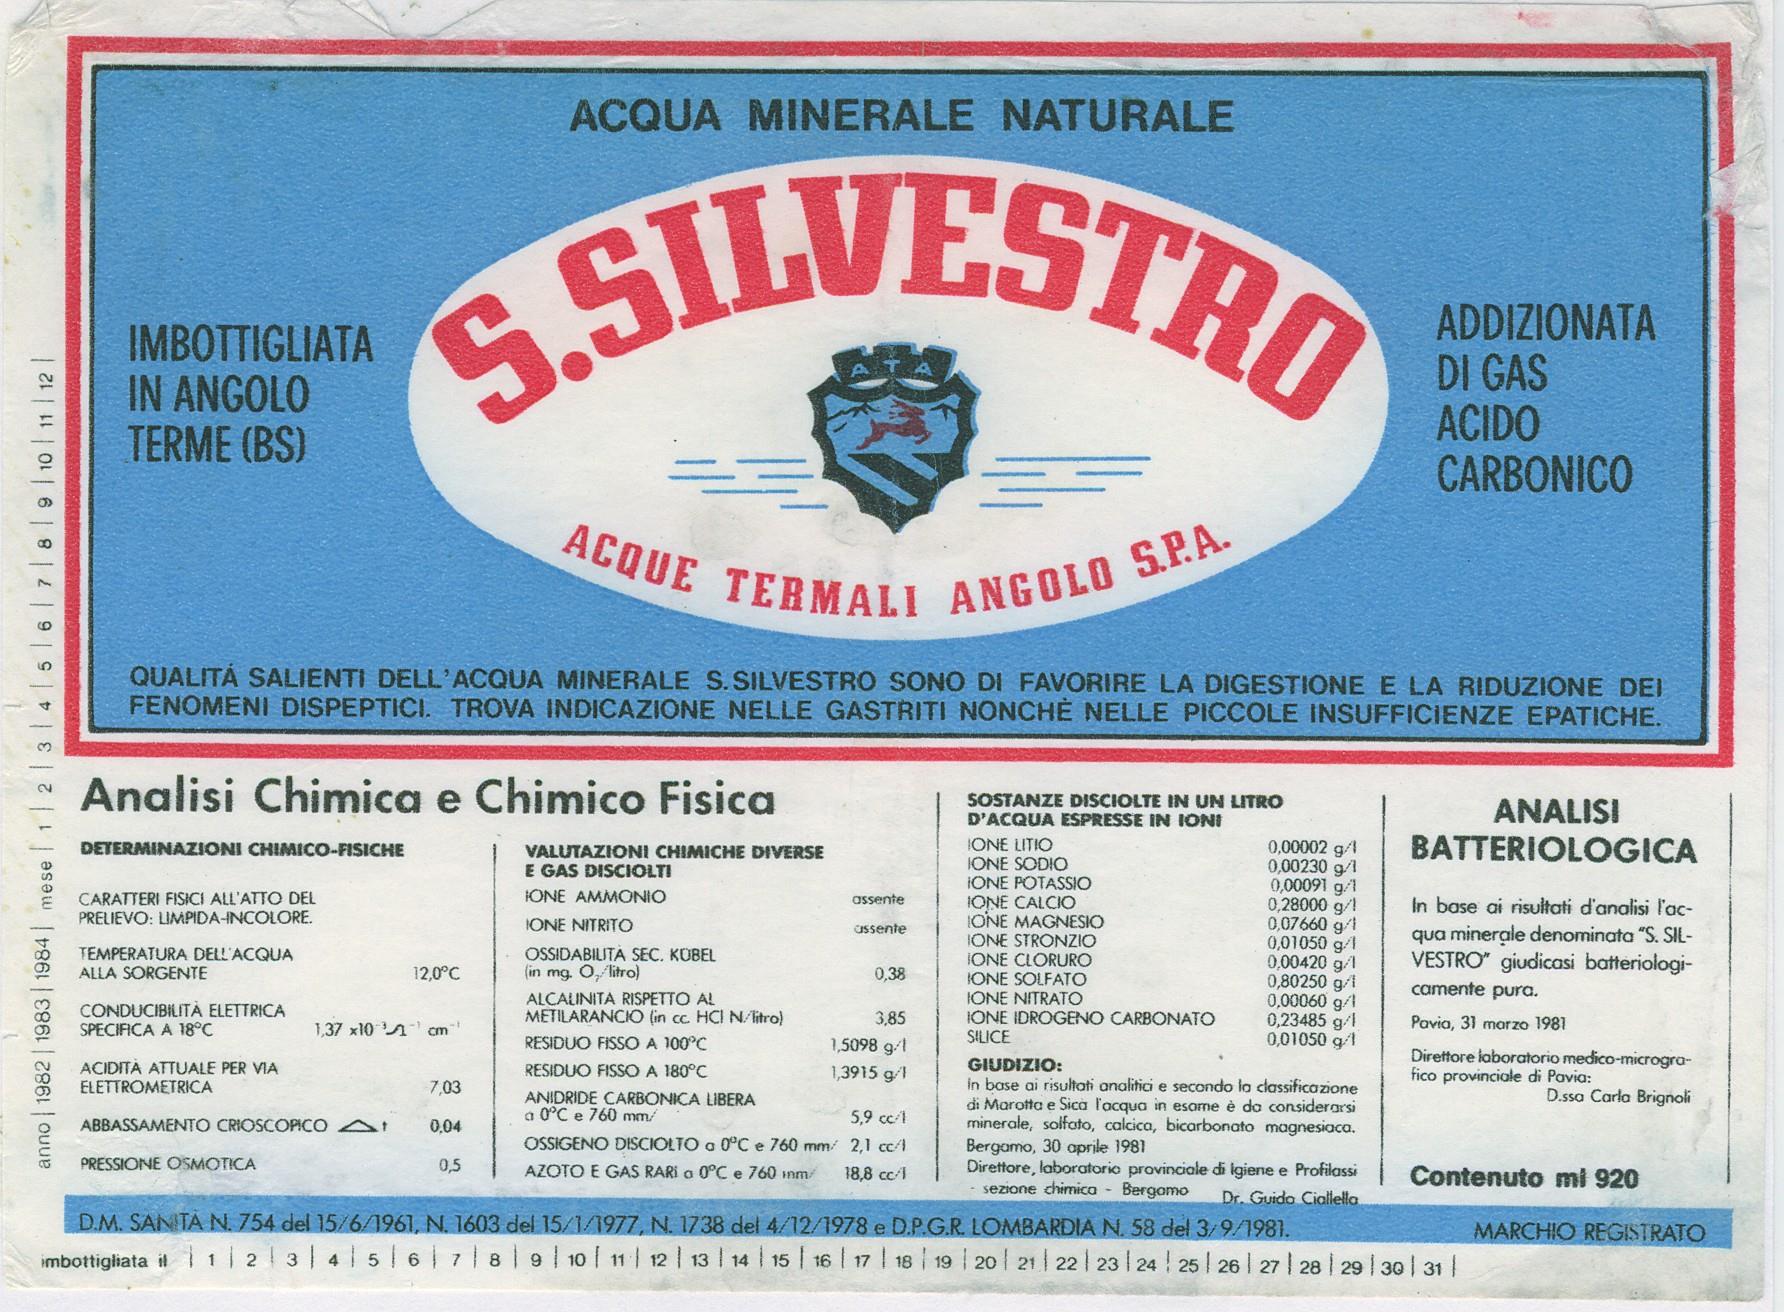 ACQUA MINERALE NATURALE
S.SILVESTRO
IMBOTTIGLIATA
IN ANGOLO
TERME (BS)
ATA
ADDIZIONATA
DI GAS
ACIDO
CARBONICO
ACQUE TERMALI ANGOLO S.P.A.
QUALITÁ SALIENTI DELL'ACQUA MINERALE S.SILVESTRO SONO DI FAVORIRE LA DIGESTIONE E LA RIDUZIONE DEI
FENOMENI DISPEPTICI. TROVA INDICAZIONE NELLE GASTRITI NONCHÈ NELLE PICCOLE INSUFFICIENZE EPATICHE.
anno | 1982 | 1983 | 1984 | mese | 1 | 2 | 3 | 4 | 5 | 6 | 7 | 8 | 9 | 10 | 11 | 12 |
Analisi Chimica e Chimico Fisica
DETERMINAZIONI CHIMICO-FISICHE
CARATTERI FISICI ALL'ATTO DEL
PRELIEVO: LIMPIDA-INCOLORE.
TEMPERATURA DELL'ACQUA
ALLA SORGENTE 12,0°C
CONDUCIBILITÀ ELETTRICA
SPECIFICA A 18°C 1,37 x10⁻³ Ω⁻¹ cm⁻¹
ACIDITÀ ATTUALE PER VIA
ELETTROMETRICA 7,03
ABBASSAMENTO CRIOSCOPICO △ t 0,04
PRESSIONE OSMOTICA 0,5
VALUTAZIONI CHIMICHE DIVERSE
E GAS DISCIOLTI
IONE AMMONIO assente
IONE NITRITO assente
OSSIDABILITÀ SEC. KÜBEL
(in mg. O₂/litro) 0,38
ALCALINITÀ RISPETTO AL
METILARANCIO (in cc. HCl N/litro) 3,85
RESIDUO FISSO A 100°C 1,5098 g/l
RESIDUO FISSO A 180°C 1,3915 g/l
ANIDRIDE CARBONICA LIBERA
a 0°C e 760 mm/ 5,9 cc/l
OSSIGENO DISCIOLTO a 0°C e 760 mm/ 2,1 cc/l
AZOTO E GAS RARI a 0°C e 760 mm/ 18,8 cc/l
SOSTANZE DISCIOLTE IN UN LITRO
D'ACQUA ESPRESSE IN IONI
IONE LITIO 0,00002 g/l
IONE SODIO 0,00230 g/l
IONE POTASSIO 0,00091 g/l
IONE CALCIO 0,28000 g/l
IONE MAGNESIO 0,07660 g/l
IONE STRONZIO 0,01050 g/l
IONE CLORURO 0,00420 g/l
IONE SOLFATO 0,80250 g/l
IONE NITRATO 0,00060 g/l
IONE IDROGENO CARBONATO 0,23485 g/l
SILICE 0,01050 g/l
GIUDIZIO:
In base ai risultati analitici e secondo la classificazione
di Marotta e Sica l'acqua in esame è da considerarsi
minerale, solfato, calcica, bicarbonato magnesiaca.
Bergamo, 30 aprile 1981
Direttore, laboratorio provinciale di Igiene e Profilassi
- sezione chimica - Bergamo Dr. Guido Ciallella
ANALISI
BATTERIOLOGICA
In base ai risultati d'analisi l'ac-
qua minerale denominata "S. SIL-
VESTRO" giudicasi batteriologi-
camente pura.
Pavia, 31 marzo 1981
Direttore laboratorio medico-microgra-
fico provinciale di Pavia:
D.ssa Carla Brignoli
Contenuto ml 920
D.M. SANITÀ N. 754 del 15/6/1961, N. 1603 del 15/1/1977, N. 1738 del 4/12/1978 e D.P.G.R. LOMBARDIA N. 58 del 3/9/1981. MARCHIO REGISTRATO
imbottigliata il | 1 | 2 | 3 | 4 | 5 | 6 | 7 | 8 | 9 | 10 | 11 | 12 | 13 | 14 | 15 | 16 | 17 | 18 | 19 | 20 | 21 | 22 | 23 | 24 | 25 | 26 | 27 | 28 | 29 | 30 | 31 |